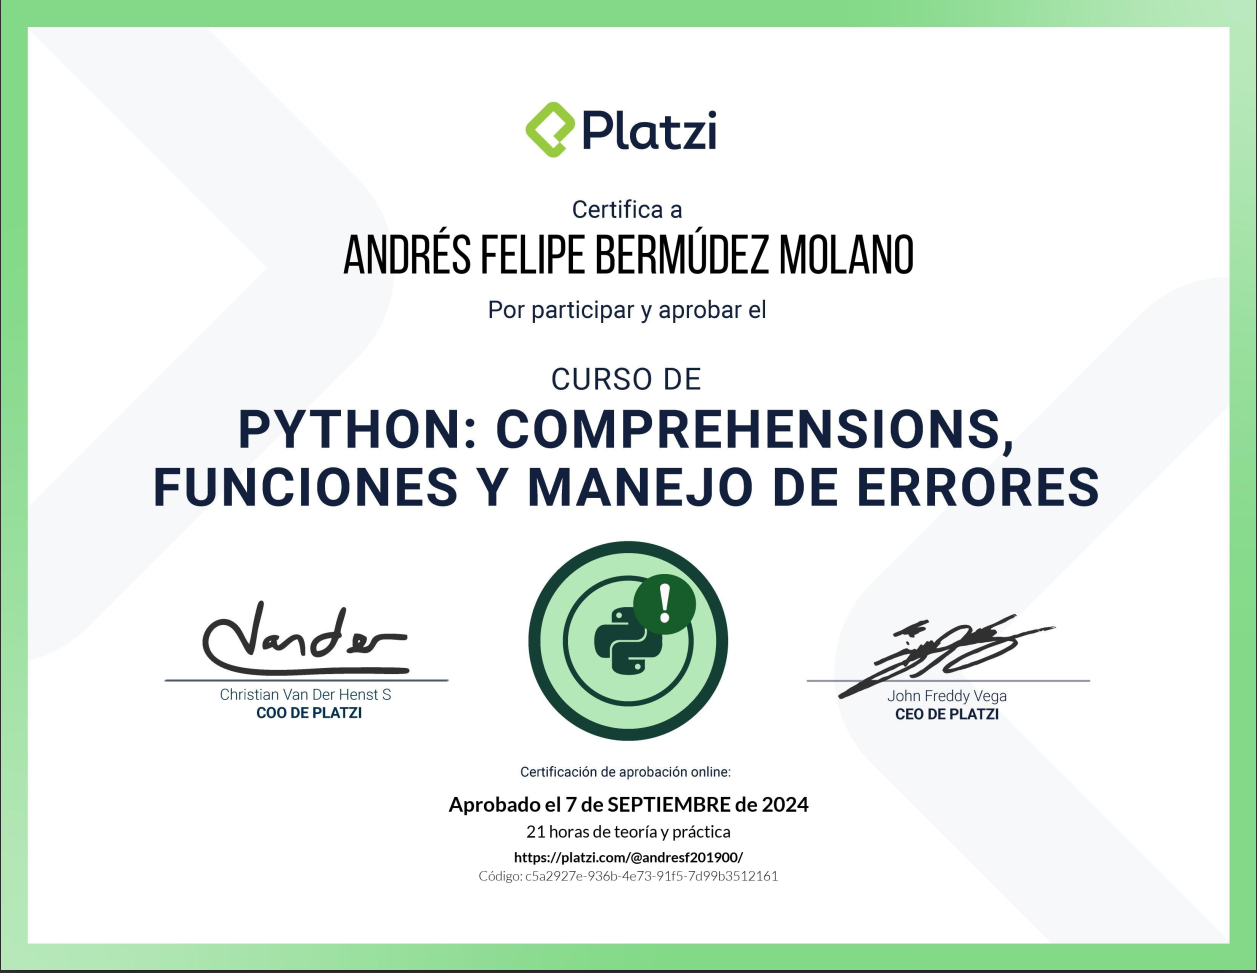 Platzi
Certifica a
ANDRÉS FELIPE BERMÚDEZ MOLANO
Por participar y aprobar el
CURSO DE
PYTHON: COMPREHENSIONS,
FUNCIONES Y MANEJO DE ERRORES
!
Vander
Christian Van Der Henst S
COO DE PLATZI
John Freddy Vega
CEO DE PLATZI
Certificación de aprobación online:
Aprobado el 7 de SEPTIEMBRE de 2024
21 horas de teoría y práctica
https://platzi.com/@andresf201900/
Código: c5a2927e-936b-4e73-91f5-7d99b3512161